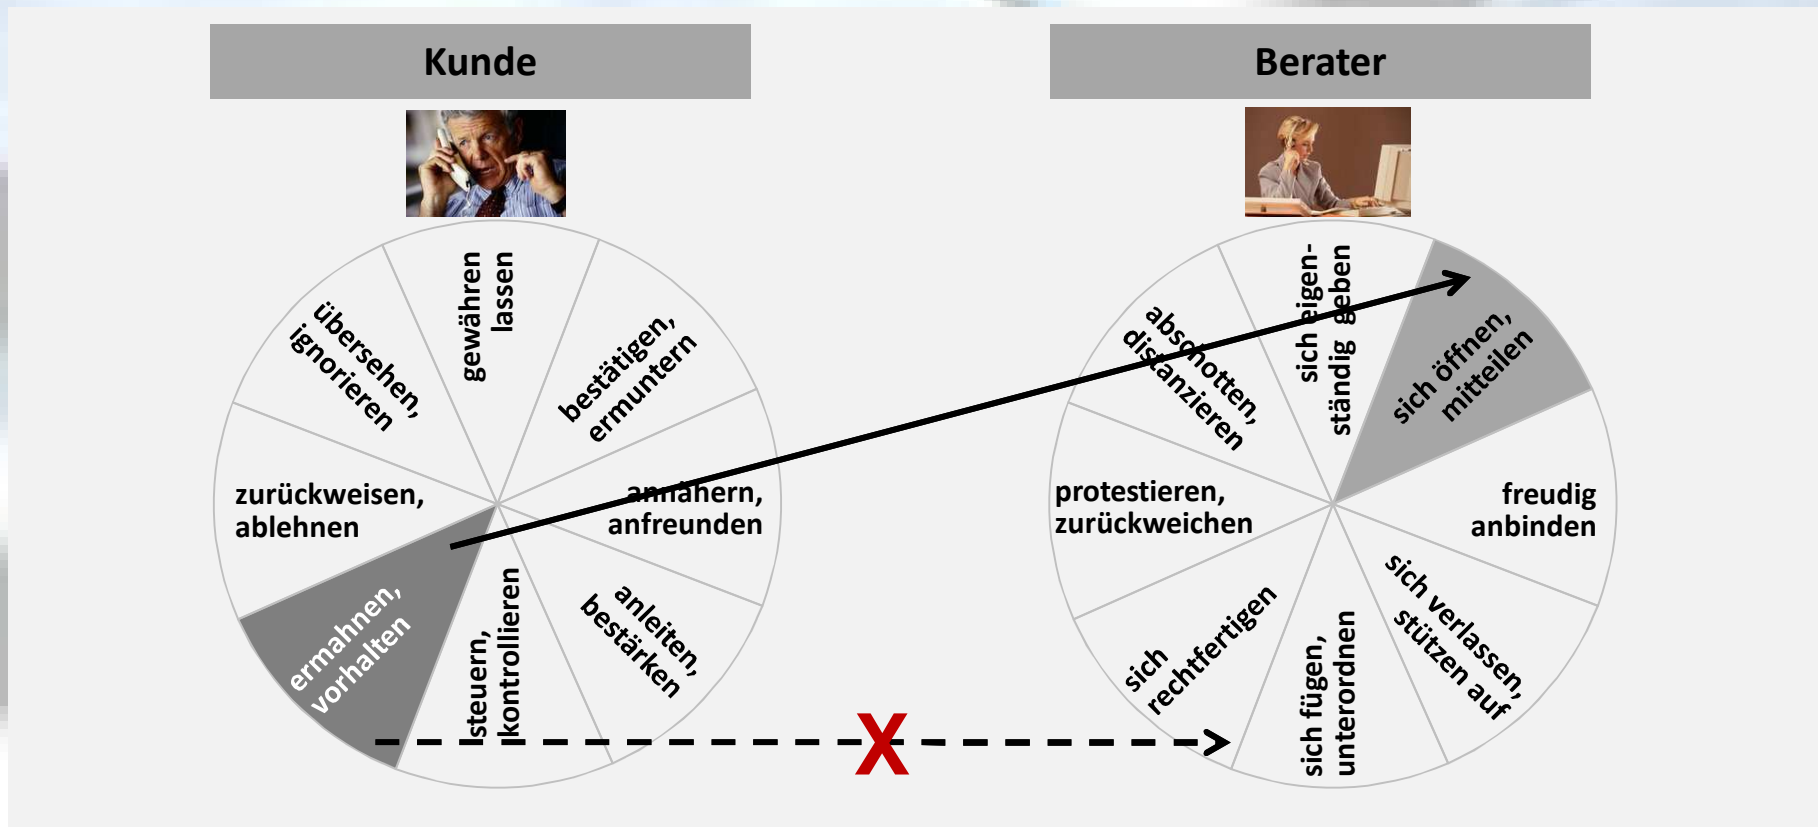 Kunde
Berater
gewähren
lassen
bestätigen,
ermuntern
annähern,
anfreunden
anleiten,
bestärken
steuern,
kontrollieren
ermahnen,
vorhalten
zurückweisen,
ablehnen
übersehen,
ignorieren
X
sich eigen-
ständig geben
sich öffnen,
mitteilen
freudig
anbinden
sich verlassen,
stützen auf
sich fügen,
unterordnen
sich
rechtfertigen
protestieren,
zurückweichen
abschotten,
distanzieren